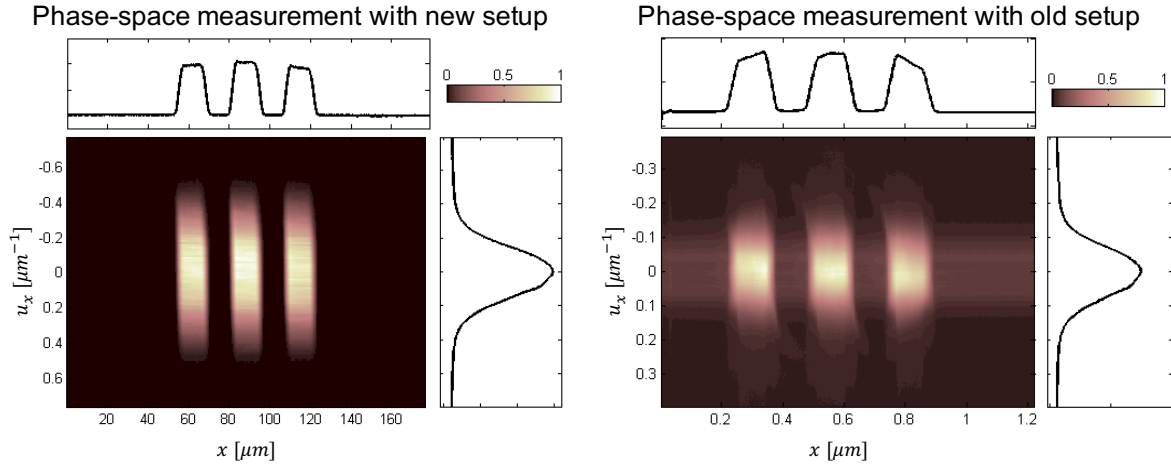 Phase-space measurement with new setup
0 0.5 1
-0.6
-0.4
-0.2
0
0.2
0.4
0.6
u_x [μm⁻¹]
20 40 60 80 100 120 140 160
x [μm]
Phase-space measurement with old setup
0 0.5 1
-0.3
-0.2
-0.1
0
0.1
0.2
0.3
u_x [μm⁻¹]
0.2 0.4 0.6 0.8 1 1.2
x [μm]